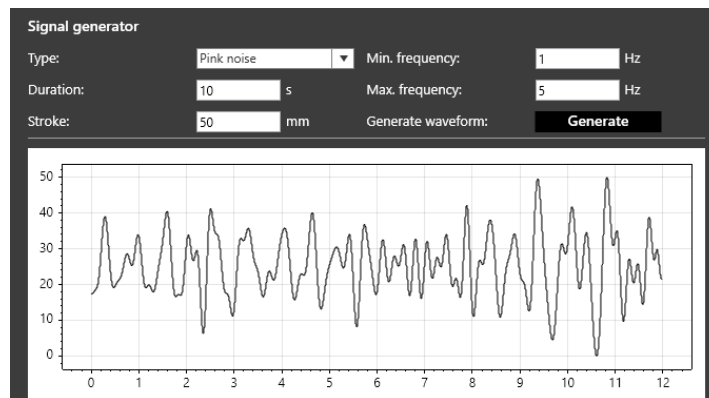 Signal generator
Type: Pink noise Min. frequency: 1 Hz
Duration: 10 s Max. frequency: 5 Hz
Stroke: 50 mm Generate waveform: Generate
50
40
30
20
10
0
0 1 2 3 4 5 6 7 8 9 10 11 12